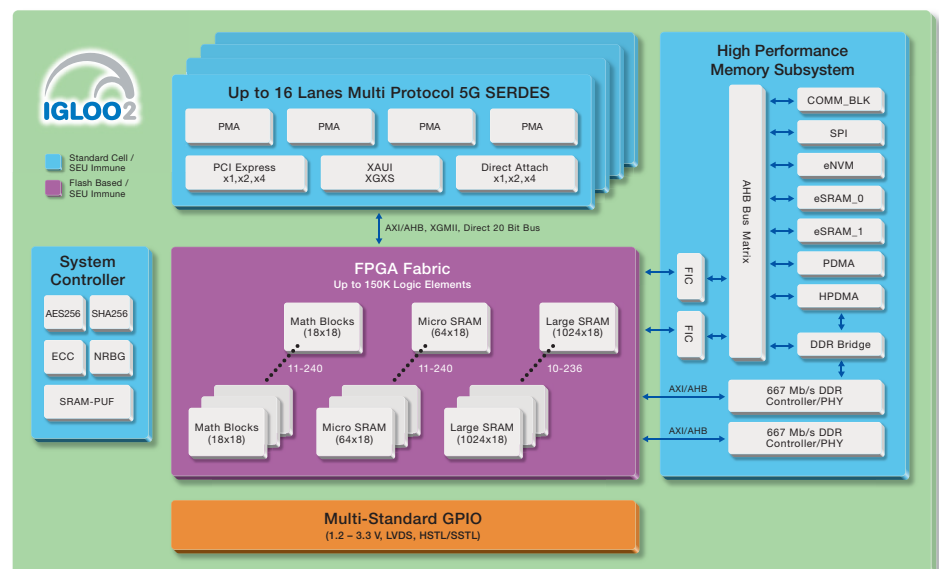 IGLOO2
Standard Cell /
SEU Immune
Flash Based /
SEU Immune
Up to 16 Lanes Multi Protocol 5G SERDES
PMA
PMA
PMA
PMA
PCI Express
x1,x2,x4
XAUI
XGXS
Direct Attach
x1,x2,x4
AXI/AHB, XGMII, Direct 20 Bit Bus
System
Controller
AES256
SHA256
ECC
NRBG
SRAM-PUF
FPGA Fabric
Up to 150K Logic Elements
Math Blocks
(18x18)
Micro SRAM
(64x18)
Large SRAM
(1024x18)
11-240
11-240
10-236
Math Blocks
(18x18)
Micro SRAM
(64x18)
Large SRAM
(1024x18)
High Performance
Memory Subsystem
AHB Bus Matrix
COMM_BLK
SPI
eNVM
eSRAM_0
eSRAM_1
PDMA
HPDMA
DDR Bridge
FIC
FIC
AXI/AHB
667 Mb/s DDR
Controller/PHY
AXI/AHB
667 Mb/s DDR
Controller/PHY
Multi-Standard GPIO
(1.2 – 3.3 V, LVDS, HSTL/SSTL)